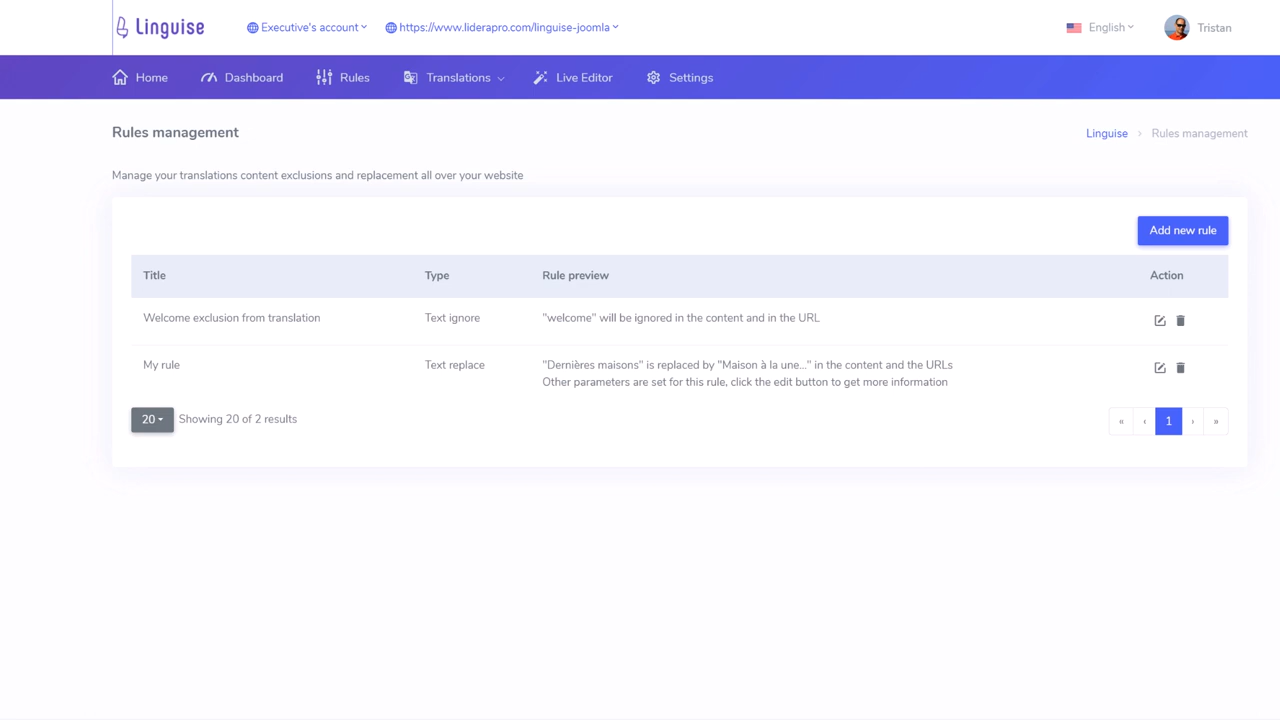 Linguise
Executive's account
https://www.liderapro.com/linguise-joomla
English
Tristan
Home
Dashboard
Rules
Translations
Live Editor
Settings
Rules management
Linguise > Rules management
Manage your translations content exclusions and replacement all over your website
Add new rule
Title Type Rule preview Action
Welcome exclusion from translation Text ignore "welcome" will be ignored in the content and in the URL
My rule Text replace "Dernières maisons" is replaced by "Maison à la une..." in the content and the URLs
Other parameters are set for this rule, click the edit button to get more information
20 Showing 20 of 2 results
« ‹ 1 › »